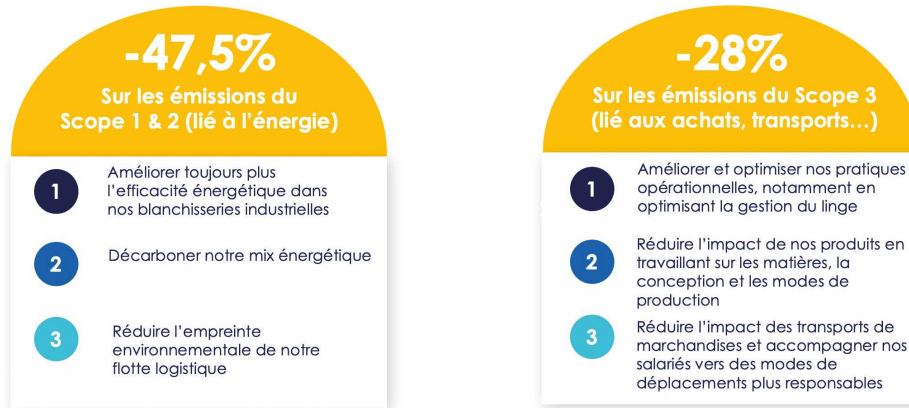 -47,5%
Sur les émissions du
Scope 1 & 2 (lié à l'énergie)
1
Améliorer toujours plus
l'efficacité énergétique dans
nos blanchisseries industrielles
2
Décarboner notre mix énergétique
3
Réduire l'empreinte
environnementale de notre
flotte logistique
-28%
Sur les émissions du Scope 3
(lié aux achats, transports…)
1
Améliorer et optimiser nos pratiques
opérationnelles, notamment en
optimisant la gestion du linge
2
Réduire l'impact de nos produits en
travaillant sur les matières, la
conception et les modes de
production
3
Réduire l'impact des transports de
marchandises et accompagner nos
salariés vers des modes de
déplacements plus responsables